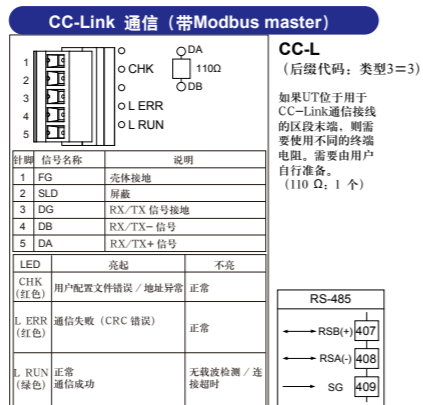 CC-Link 通信（带Modbus master）
1
2
3
4
5
CHK
L ERR
L RUN
DA
110Ω
DB
CC-L
（后缀代码：类型3＝3）
如果UT位于用于
CC-Link通信接线
的区段末端，则需
要使用不同的终端
电阻。需要由用户
自行准备。
（110 Ω：1 个）
针脚 信号名称 说明
1 FG 壳体接地
2 SLD 屏蔽
3 DG RX/TX 信号接地
4 DB RX/TX- 信号
5 DA RX/TX+ 信号
LED 亮起 不亮
CHK
(红色) 用户配置文件错误／地址异常 正常
L ERR 通信失败（CRC 错误）
(红色) 正常
L RUN 正常 无载波检测／连
(绿色) 通信成功 接超时
RS-485
RSB(+) 407
RSA(-) 408
SG 409